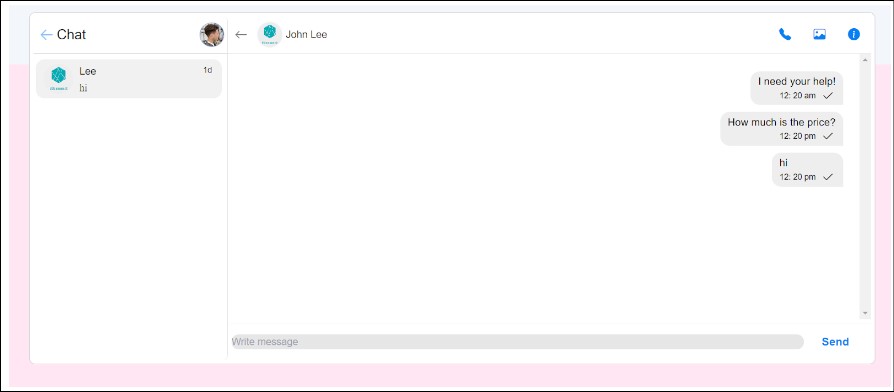 Chat
John Lee
Lee
1d
hi
I need your help!
12: 20 am
How much is the price?
12: 20 pm
hi
12: 20 pm
Write message
Send